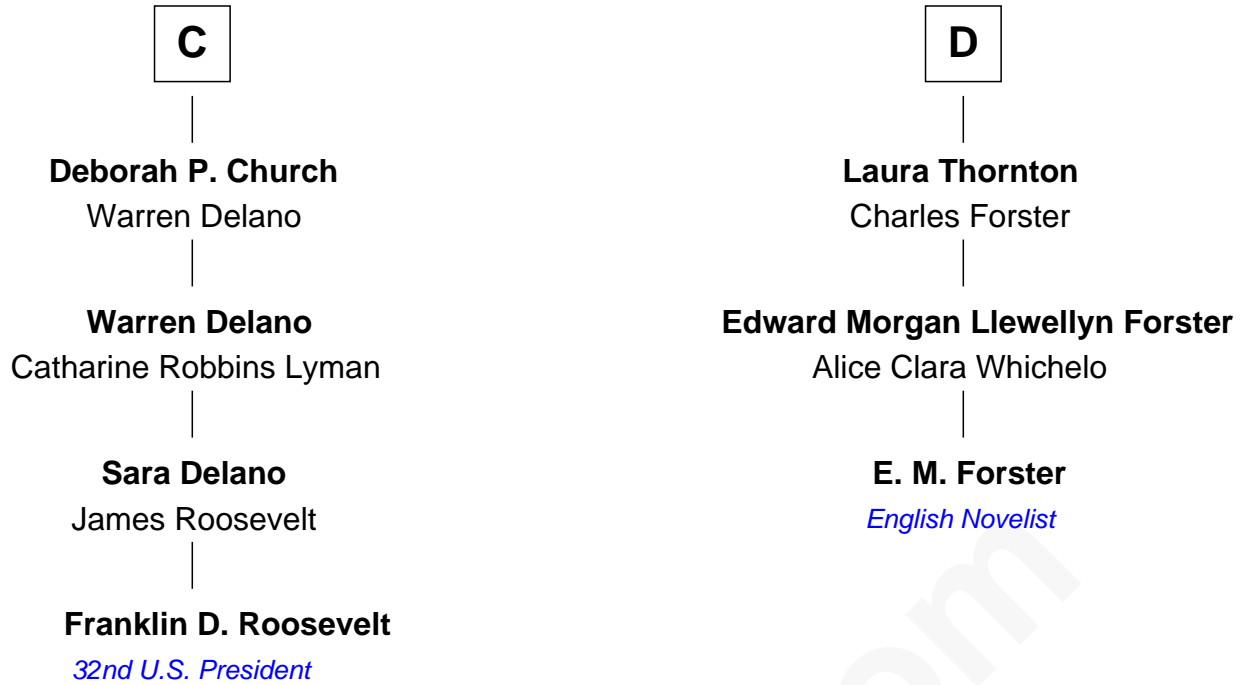 C
Deborah P. Church
Warren Delano
Warren Delano
Catharine Robbins Lyman
Sara Delano
James Roosevelt
Franklin D. Roosevelt
32nd U.S. President
D
Laura Thornton
Charles Forster
Edward Morgan Llewellyn Forster
Alice Clara Whichelo
E. M. Forster
English Novelist
om